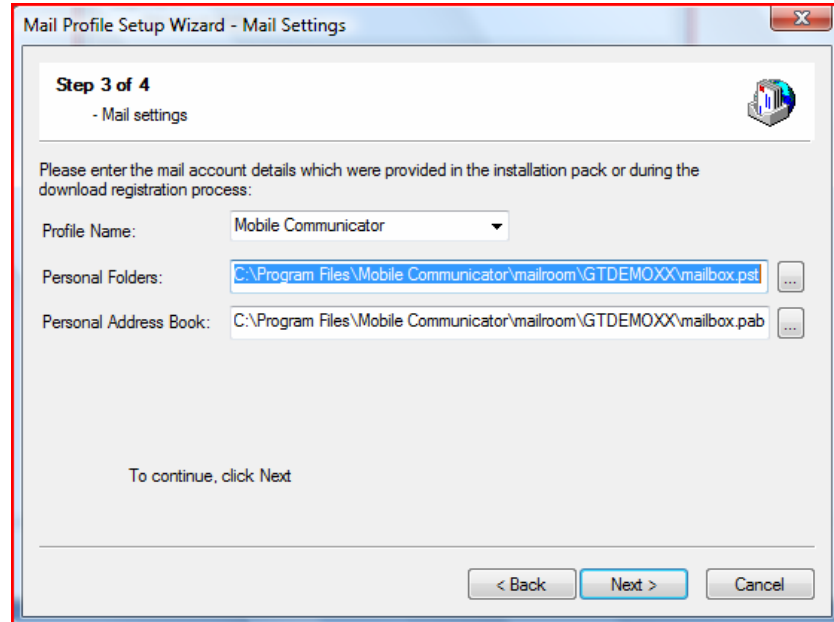 Mail Profile Setup Wizard - Mail Settings
Step 3 of 4
- Mail settings
Please enter the mail account details which were provided in the installation pack or during the
download registration process:
Profile Name: Mobile Communicator
Personal Folders: C:\Program Files\Mobile Communicator\mailroom\GTDEMOXX\mailbox.pst ...
Personal Address Book: C:\Program Files\Mobile Communicator\mailroom\GTDEMOXX\mailbox.pab ...
To continue, click Next
< Back Next > Cancel